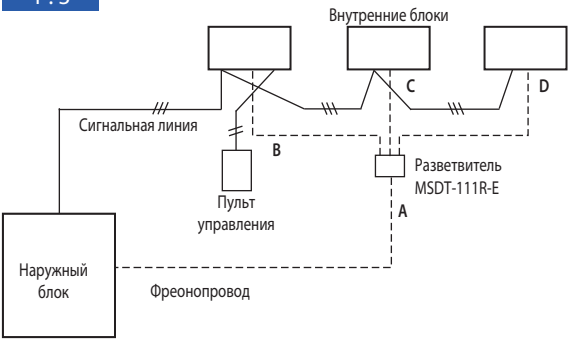 Внутренние блоки
C
D
Сигнальная линия
B
Разветвитель
MSDT-111R-E
Пульт
управления
A
Наружный
блок
Фреонопровод